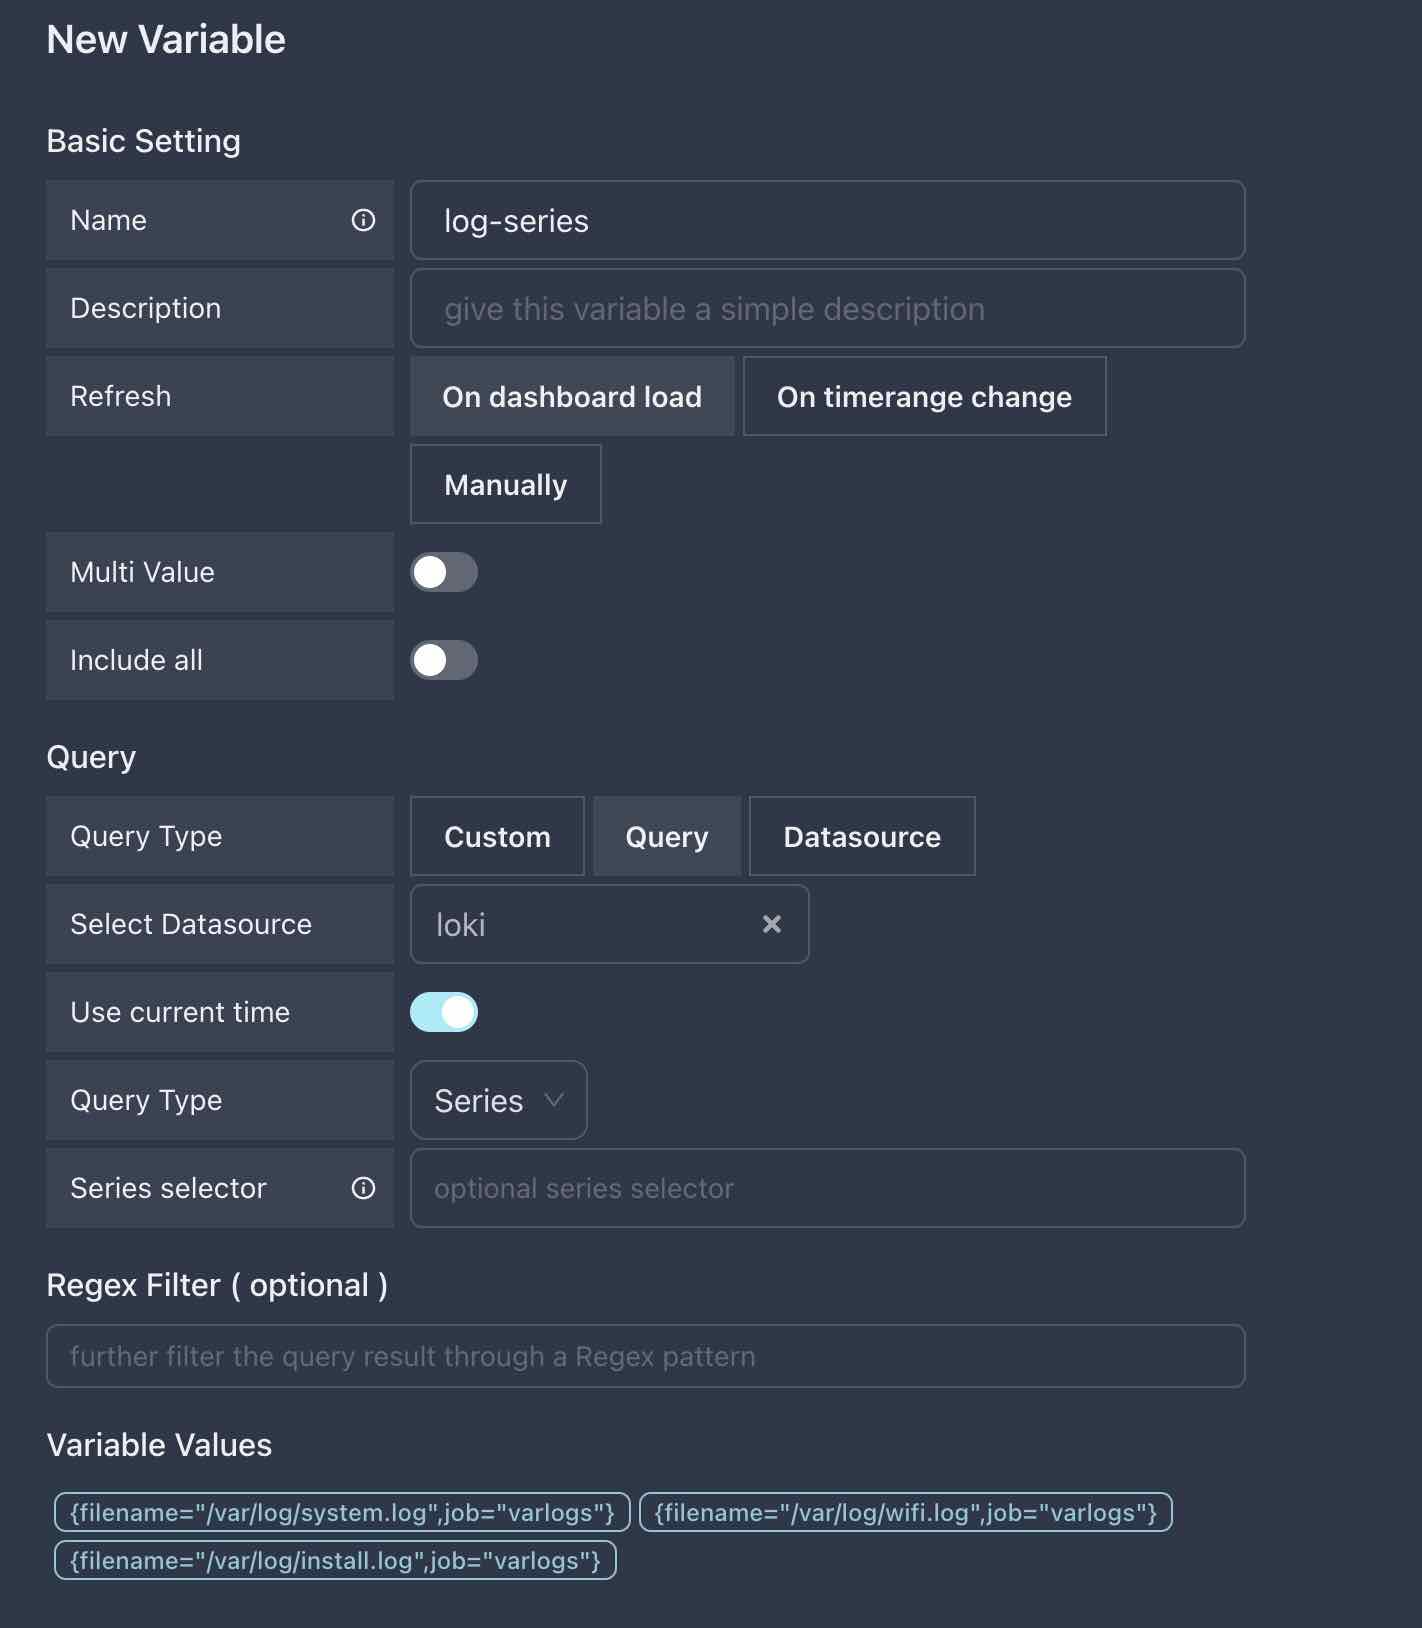 New Variable
Basic Setting
Name
log-series
Description
give this variable a simple description
Refresh
On dashboard load
On timerange change
Manually
Multi Value
Include all
Query
Query Type
Custom
Query
Datasource
Select Datasource
loki
Use current time
Query Type
Series
Series selector
optional series selector
Regex Filter ( optional )
further filter the query result through a Regex pattern
Variable Values
{filename="/var/log/system.log",job="varlogs"}
{filename="/var/log/wifi.log",job="varlogs"}
{filename="/var/log/install.log",job="varlogs"}